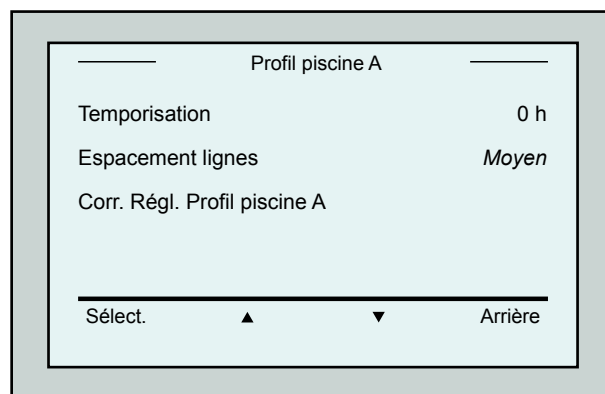 Profil piscine A
Temporisation 0 h
Espacement lignes Moyen
Corr. Régl. Profil piscine A
Sélect. ▲ ▼ Arrière